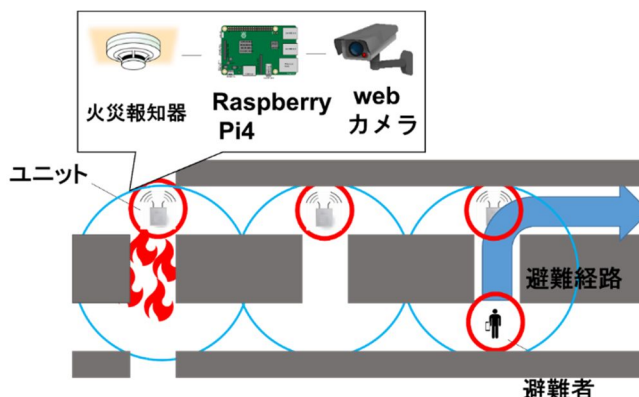 火災報知器
Raspberry
Pi4
web
カメラ
ユニット
避難経路
避難者